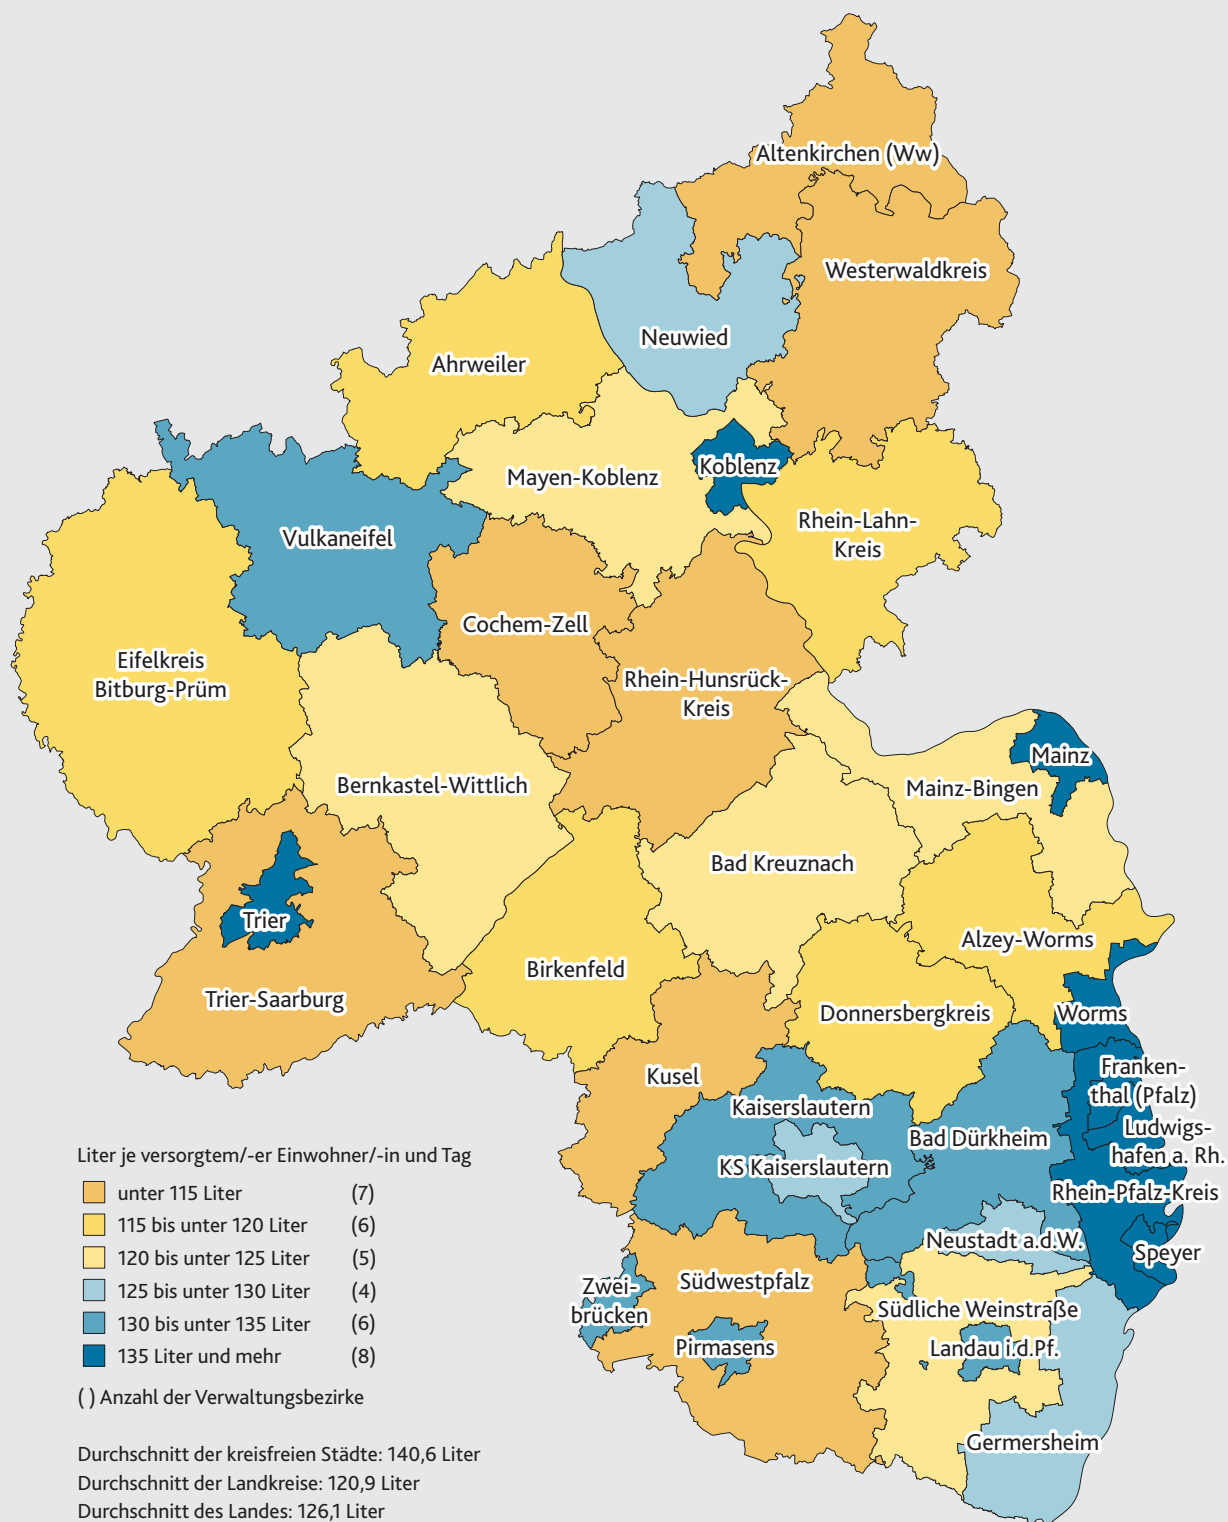 Altenkirchen (Ww)
Westerwaldkreis
Neuwied
Ahrweiler
Koblenz
Mayen-Koblenz
Rhein-Lahn-
Kreis
Vulkaneifel
Cochem-Zell
Eifelkreis
Bitburg-Prüm
Rhein-Hunsrück-
Kreis
Mainz
Bernkastel-Wittlich
Mainz-Bingen
Bad Kreuznach
Trier
Alzey-Worms
Birkenfeld
Trier-Saarburg
Donnersbergkreis
Worms
Kusel
Franken-
thal (Pfalz)
Kaiserslautern
Ludwigs-
hafen a. Rh.
Bad Dürkheim
KS Kaiserslautern
Rhein-Pfalz-Kreis
Neustadt a.d.W.
Speyer
Zwei-
brücken
Südwestpfalz
Südliche Weinstraße
Pirmasens
Landau i.d.Pf.
Germersheim
Liter je versorgtem/-er Einwohner/-in und Tag
unter 115 Liter (7)
115 bis unter 120 Liter (6)
120 bis unter 125 Liter (5)
125 bis unter 130 Liter (4)
130 bis unter 135 Liter (6)
135 Liter und mehr (8)
( ) Anzahl der Verwaltungsbezirke
Durchschnitt der kreisfreien Städte: 140,6 Liter
Durchschnitt der Landkreise: 120,9 Liter
Durchschnitt des Landes: 126,1 Liter